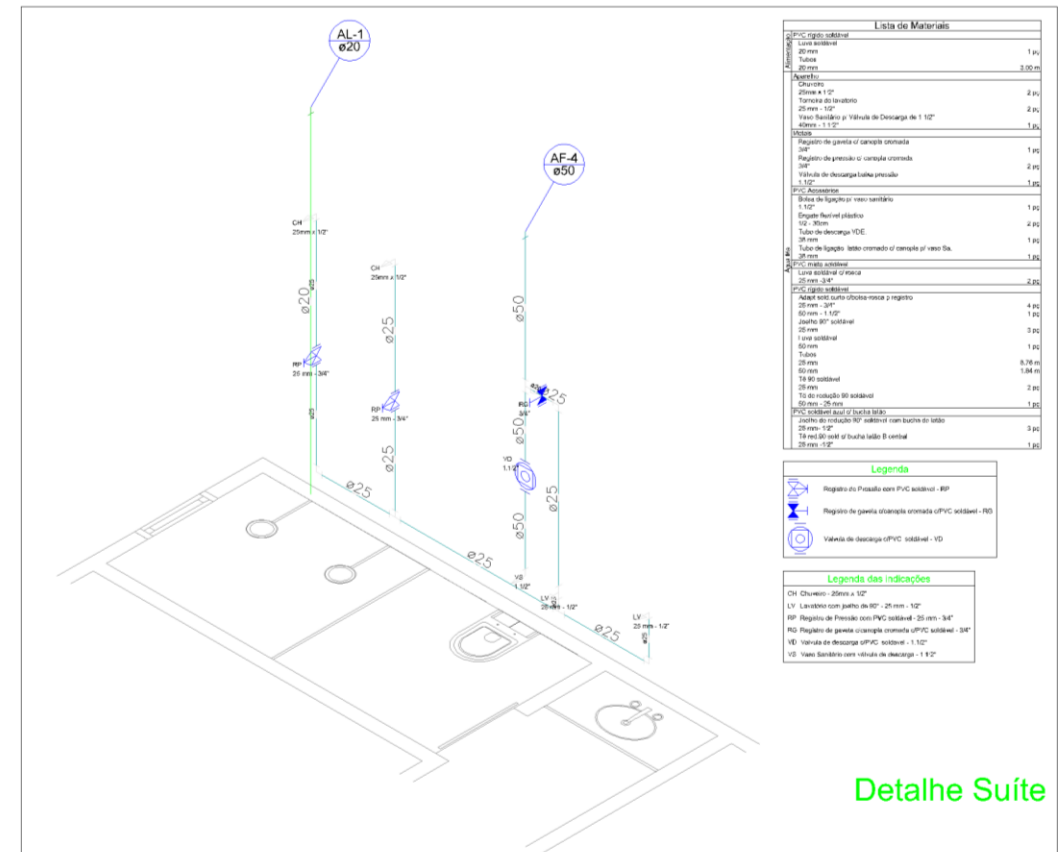 AL-1
ø20
AF-4
ø50
CH
25mm x 1/2"
ø25
ø20
RP
25 mm - 3/4"
ø25
CH
25mm x 1/2"
ø25
RP
25 mm - 3/4"
ø25
ø50
ø25
RG
3/4"
ø50
VD
1.1/2"
ø25
ø50
ø25
ø25
VS
1.1/2"
LV
25 mm - 1/2"
ø25
LV
25 mm - 1/2"
ø25
Lista de Materiais
Alimentação
PVC rígido soldável
Luva soldável
20 mm 1 pç
Tubos
20 mm 3.00 m
Água fria
Aparelho
Chuveiro
25mm x 1/2" 2 pç
Torneira de lavatório
25 mm - 1/2" 2 pç
Vaso Sanitário p/ Válvula de Descarga de 1 1/2"
40mm - 1 1/2" 1 pç
Metais
Registro de gaveta c/ canopla cromada
3/4" 1 pç
Registro de pressão c/ canopla cromada
3/4" 2 pç
Válvula de descarga baixa pressão
1.1/2" 1 pç
PVC Acessórios
Bolsa de ligação p/ vaso sanitário
1.1/2" 1 pç
Engate flexível plástico
1/2 - 30cm 2 pç
Tubo de descarga VDE
38 mm 1 pç
Tubo de ligação latão cromado c/ canopla p/ vaso Sa.
38 mm 1 pç
PVC misto soldável
Luva soldável c/rosca
25 mm -3/4" 2 pç
PVC rígido soldável
Adapt sold.curto c/bolsa-rosca p registro
25 mm - 3/4" 4 pç
50 mm - 1.1/2" 1 pç
Joelho 90° soldável
25 mm 3 pç
Luva soldável
50 mm 1 pç
Tubos
25 mm
50 mm 1.84 m
Tê 90 soldável
25 mm 2 pç
Tê de redução 90 soldável
50 mm - 25 mm 1 pç
PVC soldável azul c/ bucha latão
Joelho de redução 90° soldável com bucha de latão
25 mm- 1/2" 3 pç
Tê red.90 sold c/ bucha latão B central
25 mm -1/2" 1 pç
Legenda
Registro de Pressão com PVC soldável - RP
Registro de gaveta c/canopla cromada c/PVC soldável - RG
Válvula de descarga c/PVC soldável - VD
Legenda das indicações
CH Chuveiro - 25mm x 1/2"
LV Lavatório com joelho de 90° - 25 mm - 1/2"
RP Registro de Pressão com PVC soldável - 25 mm - 3/4"
RG Registro de gaveta c/canopla cromada c/PVC soldável - 3/4"
VD Válvula de descarga c/PVC soldável - 1.1/2"
VS Vaso Sanitário com válvula de descarga - 1 1/2"
Detalhe Suíte